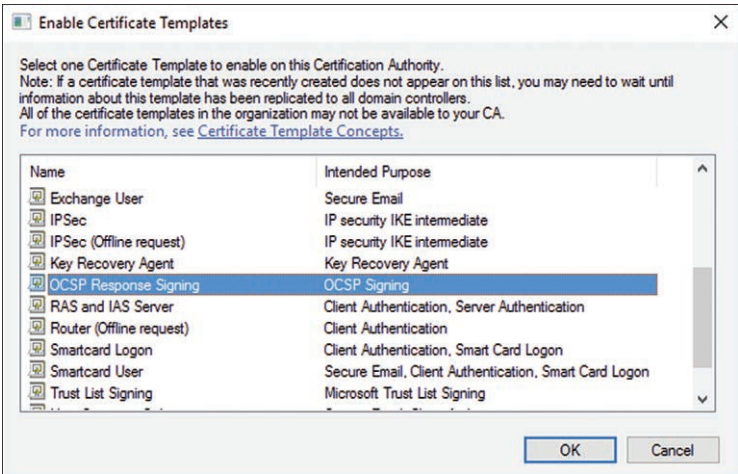 Enable Certificate Templates
Select one Certificate Template to enable on this Certification Authority.
Note: If a certificate template that was recently created does not appear on this list, you may need to wait until
information about this template has been replicated to all domain controllers.
All of the certificate templates in the organization may not be available to your CA.
For more information, see Certificate Template Concepts.
Name Intended Purpose
Exchange User Secure Email
IPSec IP security IKE intermediate
IPSec (Offline request) IP security IKE intermediate
Key Recovery Agent Key Recovery Agent
OCSP Response Signing OCSP Signing
RAS and IAS Server Client Authentication, Server Authentication
Router (Offline request) Client Authentication
Smartcard Logon Client Authentication, Smart Card Logon
Smartcard User Secure Email, Client Authentication, Smart Card Logon
Trust List Signing Microsoft Trust List Signing
OK Cancel